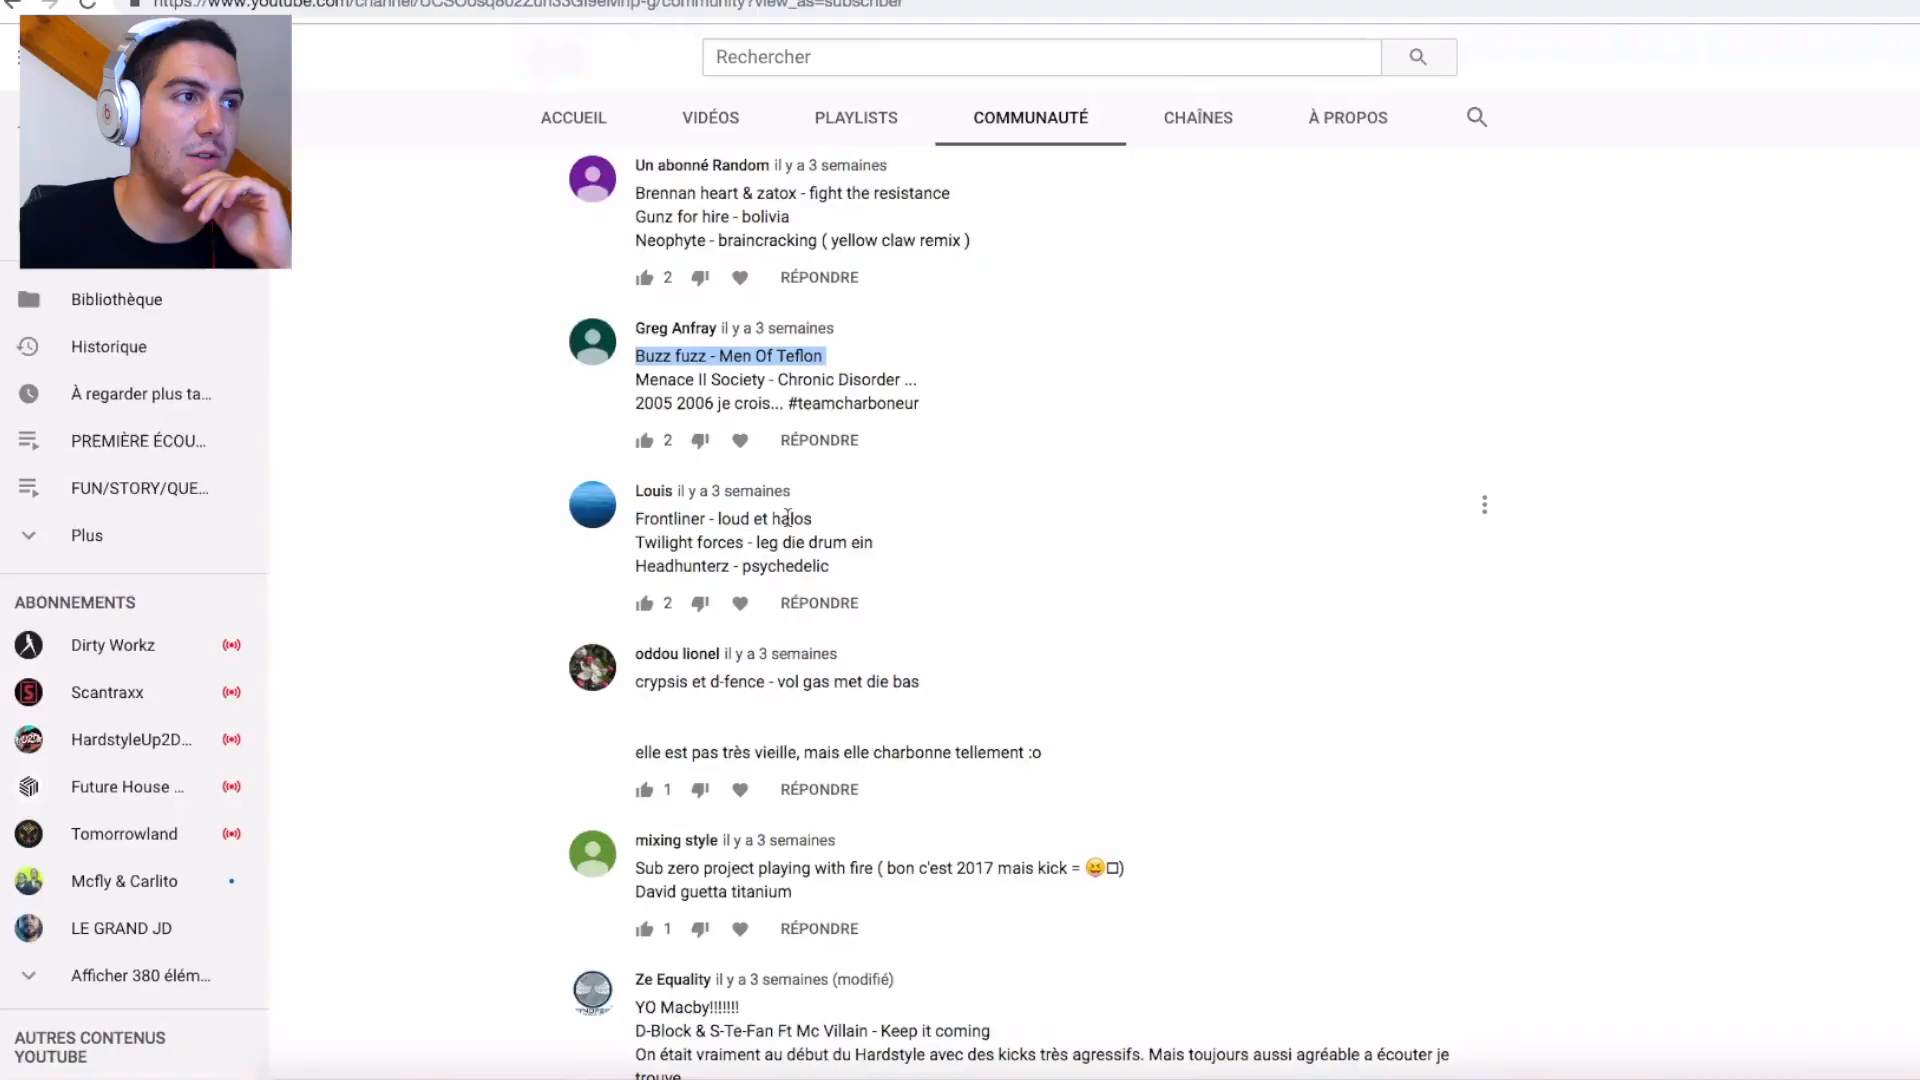 Rechercher
ACCUEIL
VIDÉOS
PLAYLISTS
COMMUNAUTÉ
CHAÎNES
À PROPOS
Un abonné Random il y a 3 semaines
Brennan heart & zatox - fight the resistance
Gunz for hire - bolivia
Neophyte - braincracking ( yellow claw remix )
2
RÉPONDRE
Greg Anfray il y a 3 semaines
Buzz fuzz - Men Of Teflon
Menace II Society - Chronic Disorder ...
2005 2006 je crois... #teamcharboneur
2
RÉPONDRE
Louis il y a 3 semaines
Frontliner - loud et halos
Twilight forces - leg die drum ein
Headhunterz - psychedelic
2
RÉPONDRE
oddou lionel il y a 3 semaines
crypsis et d-fence - vol gas met die bas
elle est pas très vieille, mais elle charbonne tellement :o
1
RÉPONDRE
mixing style il y a 3 semaines
Sub zero project playing with fire ( bon c'est 2017 mais kick = 😝□)
David guetta titanium
1
RÉPONDRE
Ze Equality il y a 3 semaines (modifié)
YO Macby!!!!!!!
D-Block & S-Te-Fan Ft Mc Villain - Keep it coming
On était vraiment au début du Hardstyle avec des kicks très agressifs. Mais toujours aussi agréable a écouter je
trouve
Bibliothèque
Historique
À regarder plus ta...
PREMIÈRE ÉCOU...
FUN/STORY/QUE...
Plus
ABONNEMENTS
Dirty Workz
Scantraxx
HardstyleUp2D...
Future House ...
Tomorrowland
Mcfly & Carlito
LE GRAND JD
Afficher 380 élém...
AUTRES CONTENUS
YOUTUBE